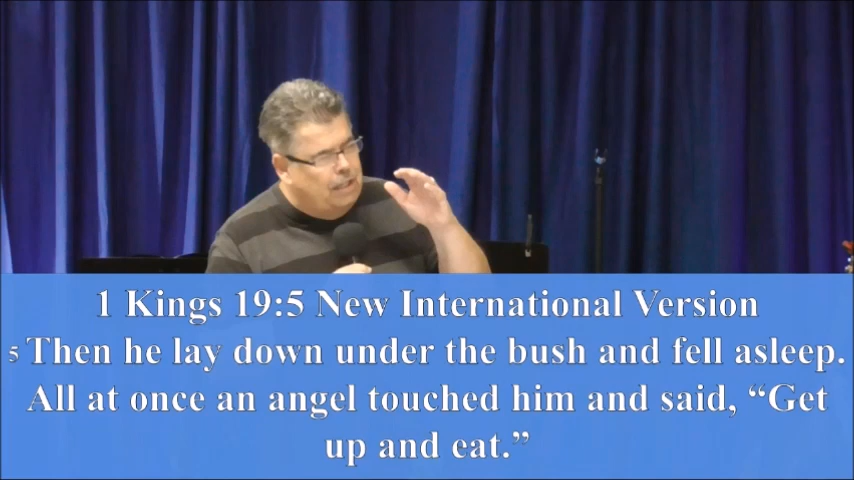 1 Kings 19:5 New International Version
5 Then he lay down under the bush and fell asleep.
All at once an angel touched him and said, “Get
up and eat.”